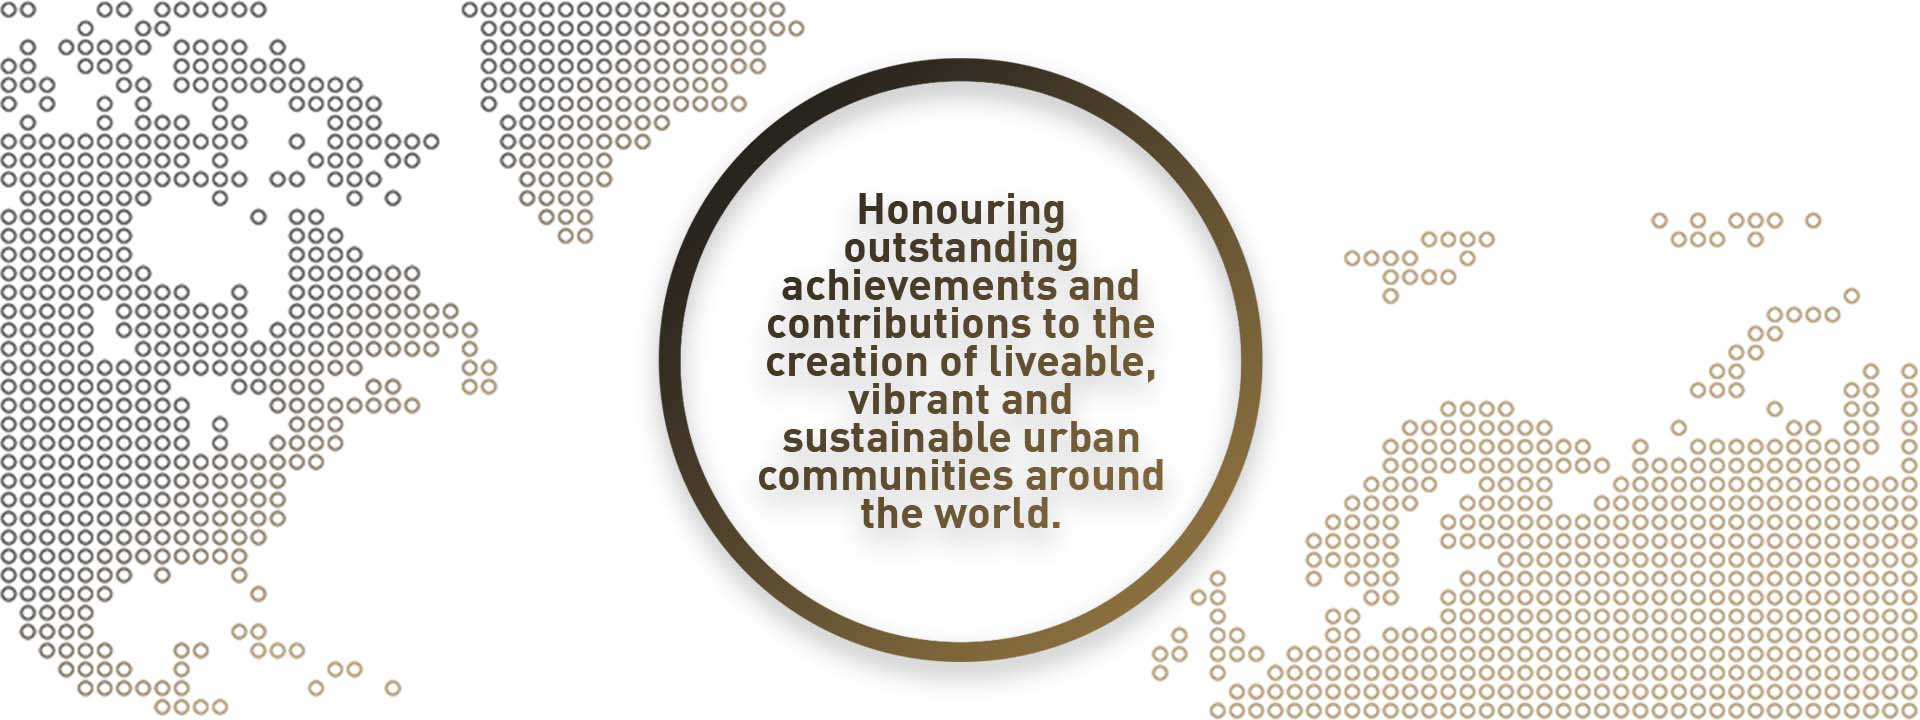 Honouring
outstanding
achievements and
contributions to the
creation of liveable,
vibrant and
sustainable urban
communities around
the world.